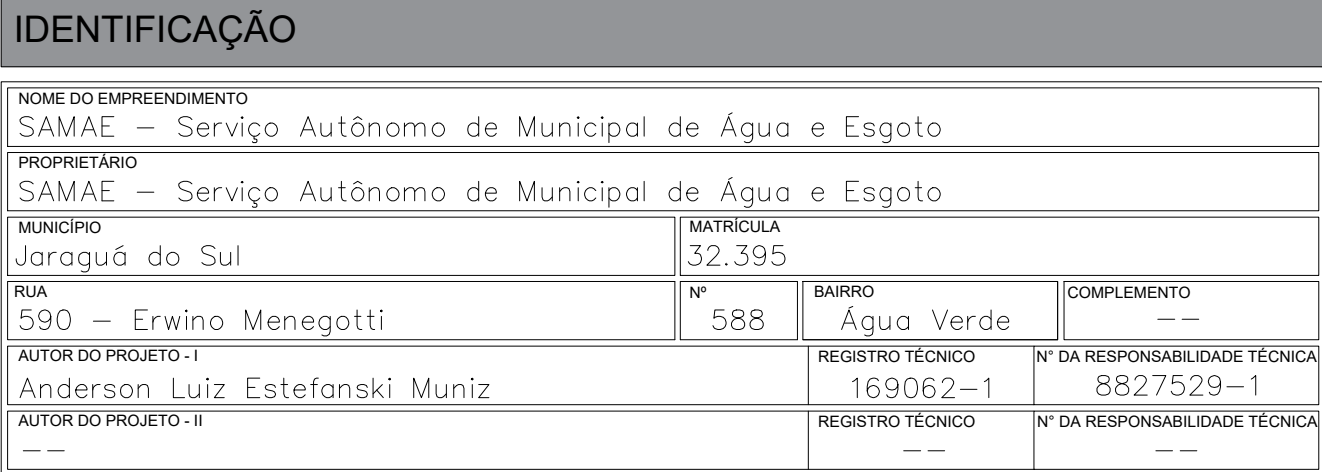 IDENTIFICAÇÃO
NOME DO EMPREENDIMENTO
SAMAE – Serviço Autônomo de Municipal de Água e Esgoto
PROPRIETÁRIO
SAMAE – Serviço Autônomo de Municipal de Água e Esgoto
MUNICÍPIO MATRÍCULA
Jaraguá do Sul 32.395
RUA Nº BAIRRO COMPLEMENTO
590 – Erwino Menegotti 588 Água Verde ––
AUTOR DO PROJETO - I REGISTRO TÉCNICO N° DA RESPONSABILIDADE TÉCNICA
Anderson Luiz Estefanski Muniz 169062–1 8827529–1
AUTOR DO PROJETO - II REGISTRO TÉCNICO N° DA RESPONSABILIDADE TÉCNICA
–– –– ––